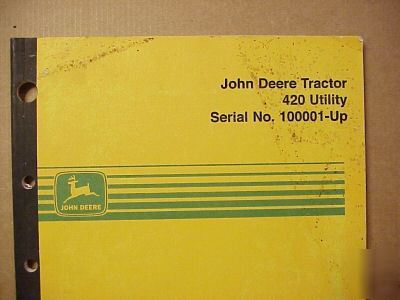 John Deere Tractor
420 Utility
Serial No. 100001-Up
JOHN DEERE